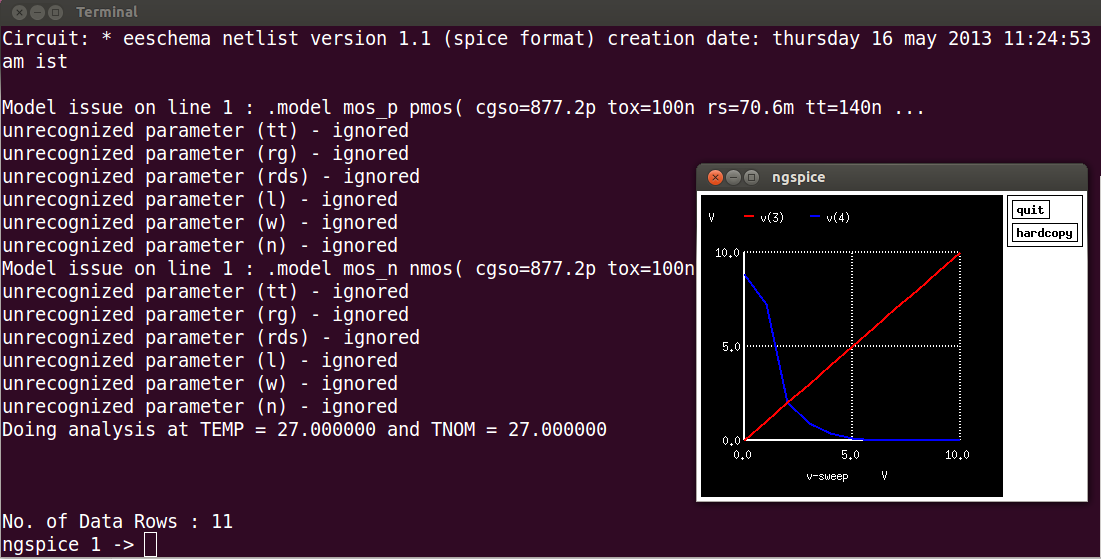 Terminal
Circuit: * eeschema netlist version 1.1 (spice format) creation date: thursday 16 may 2013 11:24:53
am ist
Model issue on line 1 : .model mos_p pmos( cgso=877.2p tox=100n rs=70.6m tt=140n ...
unrecognized parameter (tt) - ignored
unrecognized parameter (rg) - ignored
unrecognized parameter (rds) - ignored
unrecognized parameter (l) - ignored
unrecognized parameter (w) - ignored
unrecognized parameter (n) - ignored
Model issue on line 1 : .model mos_n nmos( cgso=877.2p tox=100n
unrecognized parameter (tt) - ignored
unrecognized parameter (rg) - ignored
unrecognized parameter (rds) - ignored
unrecognized parameter (l) - ignored
unrecognized parameter (w) - ignored
unrecognized parameter (n) - ignored
Doing analysis at TEMP = 27.000000 and TNOM = 27.000000
No. of Data Rows : 11
ngspice 1 ->
ngspice
V v(3) v(4)
quit
hardcopy
10.0
5.0
0.0
0.0 5.0 10.0
v-sweep V